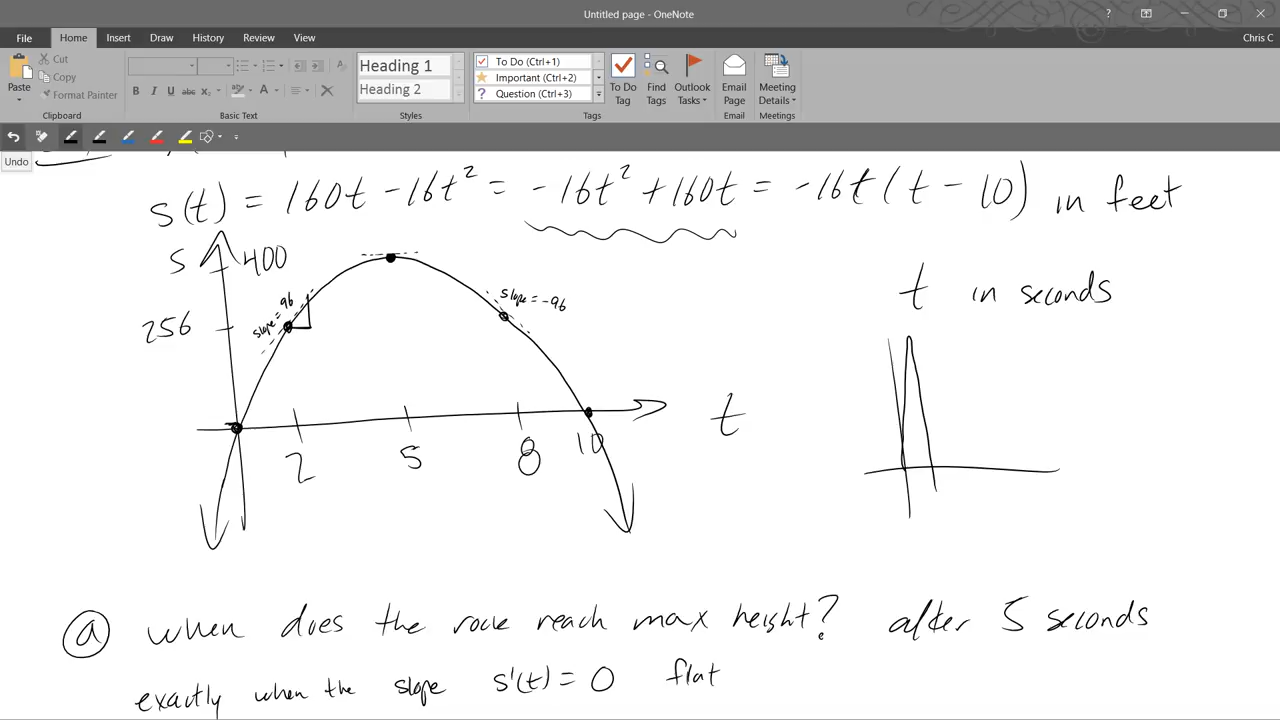 Untitled page - OneNote
?
File Home Insert Draw History Review View
Chris C
Paste
Cut
Copy
Format Painter
Clipboard
B I U abc x₂ ab A
Basic Text
Heading 1
Heading 2
Styles
To Do (Ctrl+1)
Important (Ctrl+2)
? Question (Ctrl+3)
To Do Tag
Find Tags
Tags
Outlook Tasks
Email Page
Email
Meeting Details
Meetings
Undo
s(t) = 160t - 16t² = -16t² + 160t = -16t(t - 10) in feet
s 400
256
slope = 96
slope = -96
t in seconds
2 5 8 10
t
a when does the rock reach max height? after 5 seconds
exactly when the slope s'(t) = 0 flat